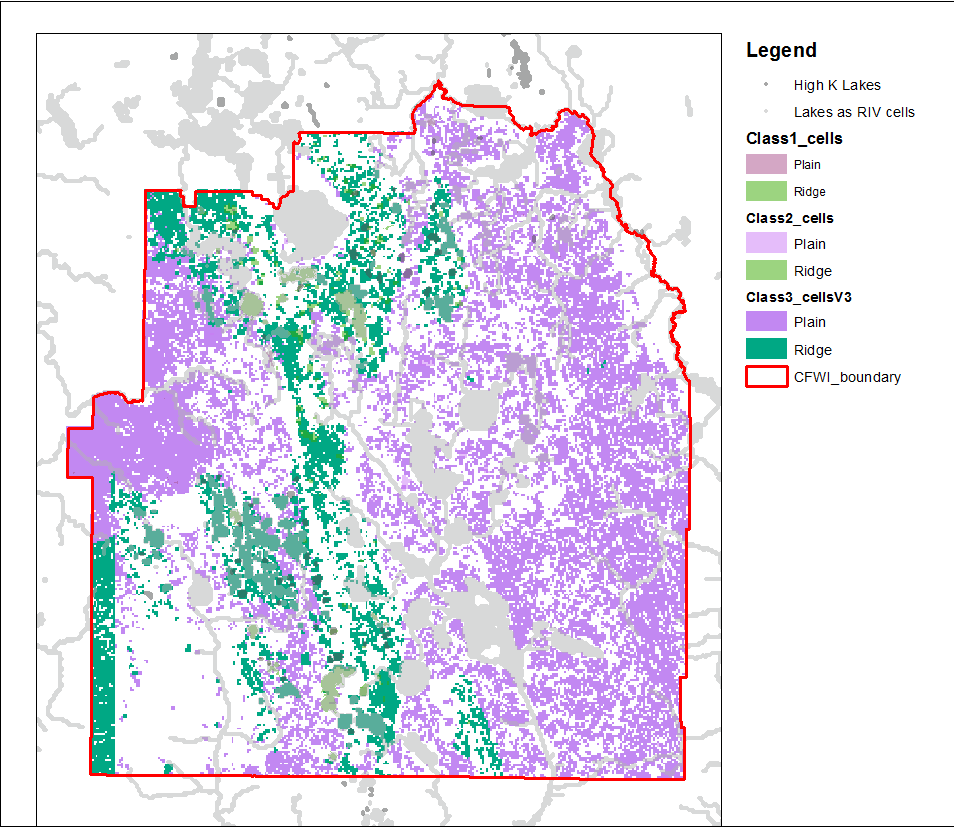 Legend
High K Lakes
Lakes as RIV cells
Class1_cells
Plain
Ridge
Class2_cells
Plain
Ridge
Class3_cellsV3
Plain
Ridge
CFWI_boundary